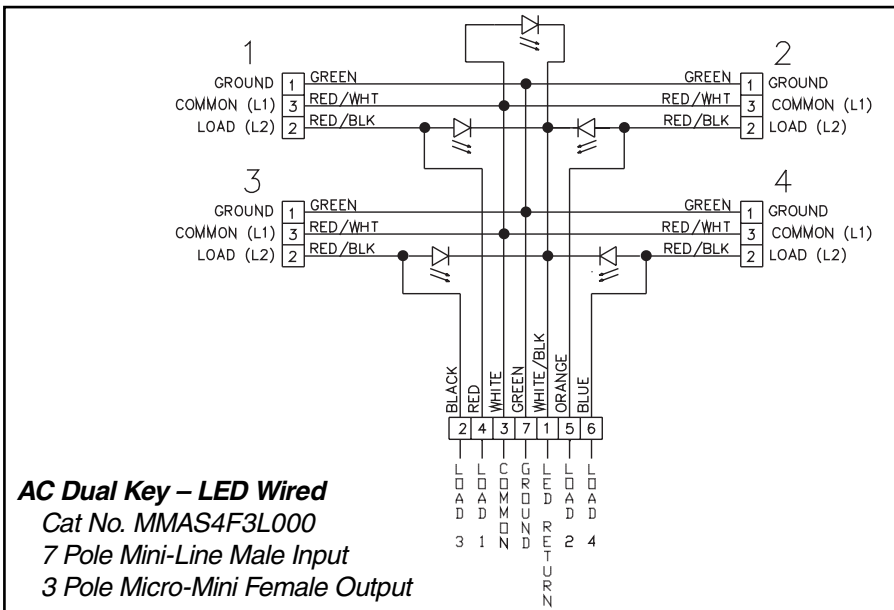 1
GROUND 1 GREEN
COMMON (L1) 3 RED/WHT
LOAD (L2) 2 RED/BLK
2
GREEN 1 GROUND
RED/WHT 3 COMMON (L1)
RED/BLK 2 LOAD (L2)
3
GROUND 1 GREEN
COMMON (L1) 3 RED/WHT
LOAD (L2) 2 RED/BLK
4
GREEN 1 GROUND
RED/WHT 3 COMMON (L1)
RED/BLK 2 LOAD (L2)
BLACK
RED
WHITE
GREEN
WHITE/BLK
ORANGE
BLUE
2 4 3 7 1 5 6
LOAD 3
LOAD 1
COMMON
GROUND
LED RETURN
LOAD 2
LOAD 4
AC Dual Key – LED Wired
Cat No. MMAS4F3L000
7 Pole Mini-Line Male Input
3 Pole Micro-Mini Female Output